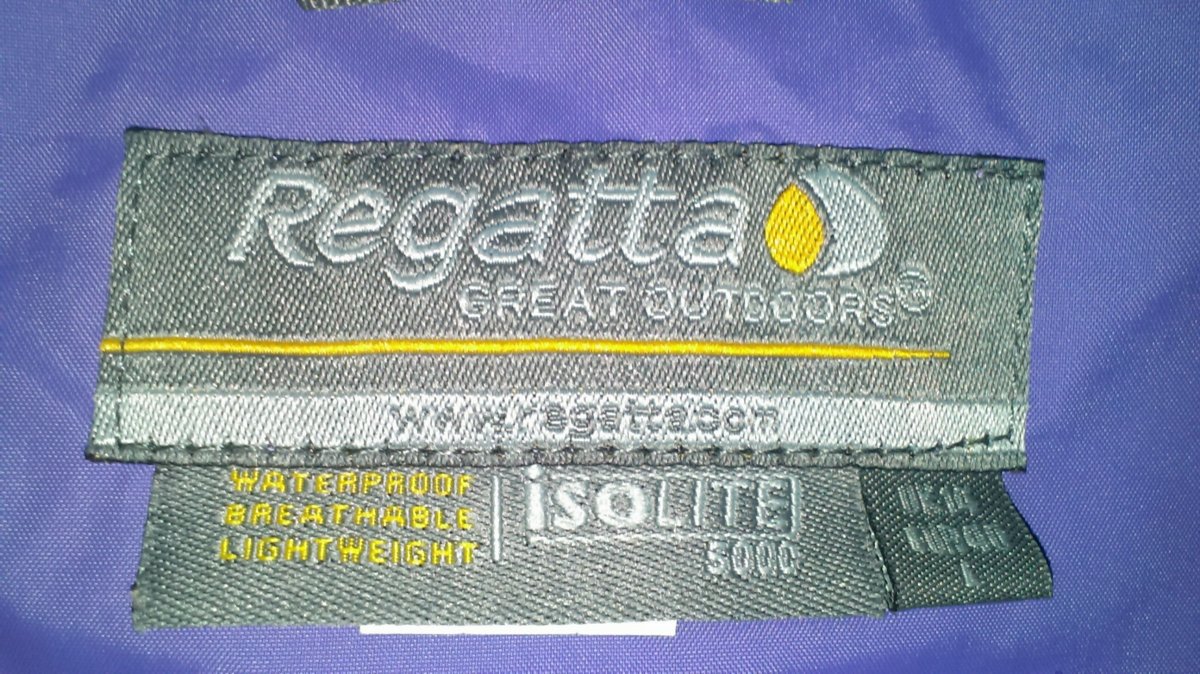 Regatta
GREAT OUTDOORS®
www.regatta.com
WATERPROOF
BREATHABLE
LIGHTWEIGHT
isoLITE
5000
L